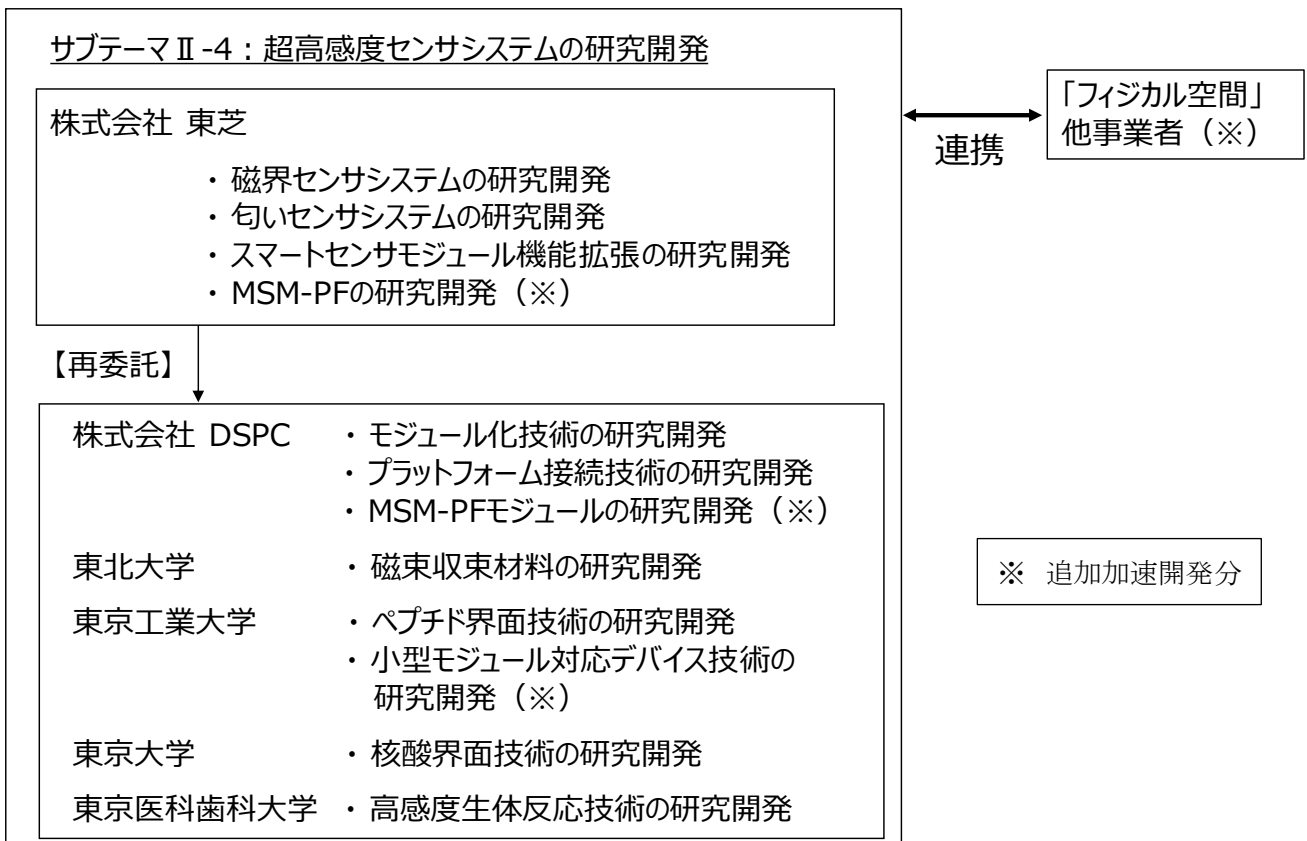 サブテーマⅡ-4：超高感度センサシステムの研究開発
株式会社 東芝
・ 磁界センサシステムの研究開発
・ 匂いセンサシステムの研究開発
・ スマートセンサモジュール機能拡張の研究開発
・ MSM-PFの研究開発（※）
【再委託】
株式会社 DSPC ・ モジュール化技術の研究開発
・ プラットフォーム接続技術の研究開発
・ MSM-PFモジュールの研究開発（※）
東北大学 ・ 磁束収束材料の研究開発
東京工業大学 ・ ペプチド界面技術の研究開発
・ 小型モジュール対応デバイス技術の
研究開発（※）
東京大学 ・ 核酸界面技術の研究開発
東京医科歯科大学 ・ 高感度生体反応技術の研究開発
連携
「フィジカル空間」
他事業者（※）
※ 追加加速開発分